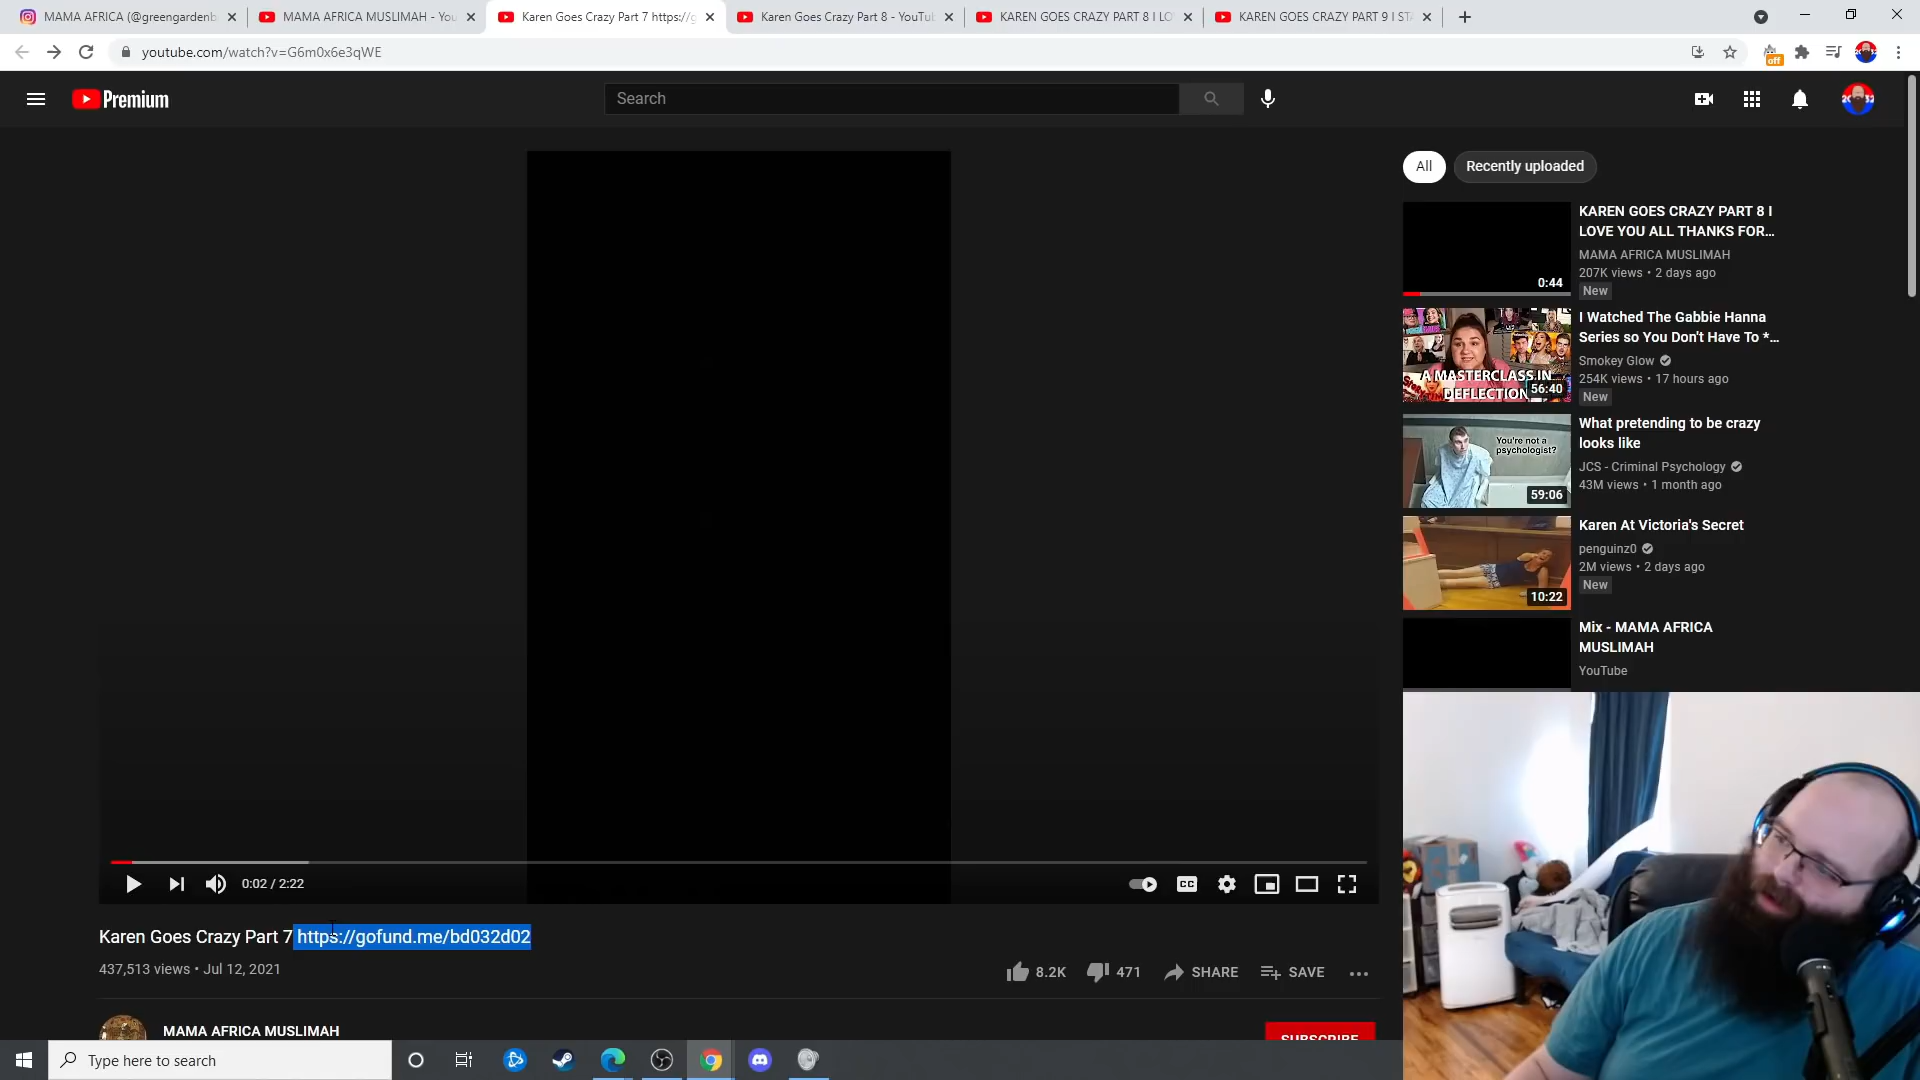 MAMA AFRICA (@greengardenb
MAMA AFRICA MUSLIMAH - You
Karen Goes Crazy Part 7 https://g
Karen Goes Crazy Part 8 - YouTu
KAREN GOES CRAZY PART 8 I LO
KAREN GOES CRAZY PART 9 I ST
youtube.com/watch?v=G6m0x6e3qWE
off
Premium
Search
All
Recently uploaded
KAREN GOES CRAZY PART 8 I
LOVE YOU ALL THANKS FOR...
MAMA AFRICA MUSLIMAH
207K views • 2 days ago
New
0:44
I Watched The Gabbie Hanna
Series so You Don't Have To *...
Smokey Glow
254K views • 17 hours ago
New
A MASTERCLASS IN
DEFLECTION
56:40
What pretending to be crazy
looks like
JCS - Criminal Psychology
43M views • 1 month ago
You're not a
psychologist?
59:06
Karen At Victoria's Secret
penguinz0
2M views • 2 days ago
New
10:22
Mix - MAMA AFRICA
MUSLIMAH
YouTube
0:02 / 2:22
CC
Karen Goes Crazy Part 7 https://gofund.me/bd032d02
437,513 views • Jul 12, 2021
8.2K
471
SHARE
SAVE
MAMA AFRICA MUSLIMAH
SUBSCRIBE
Type here to search